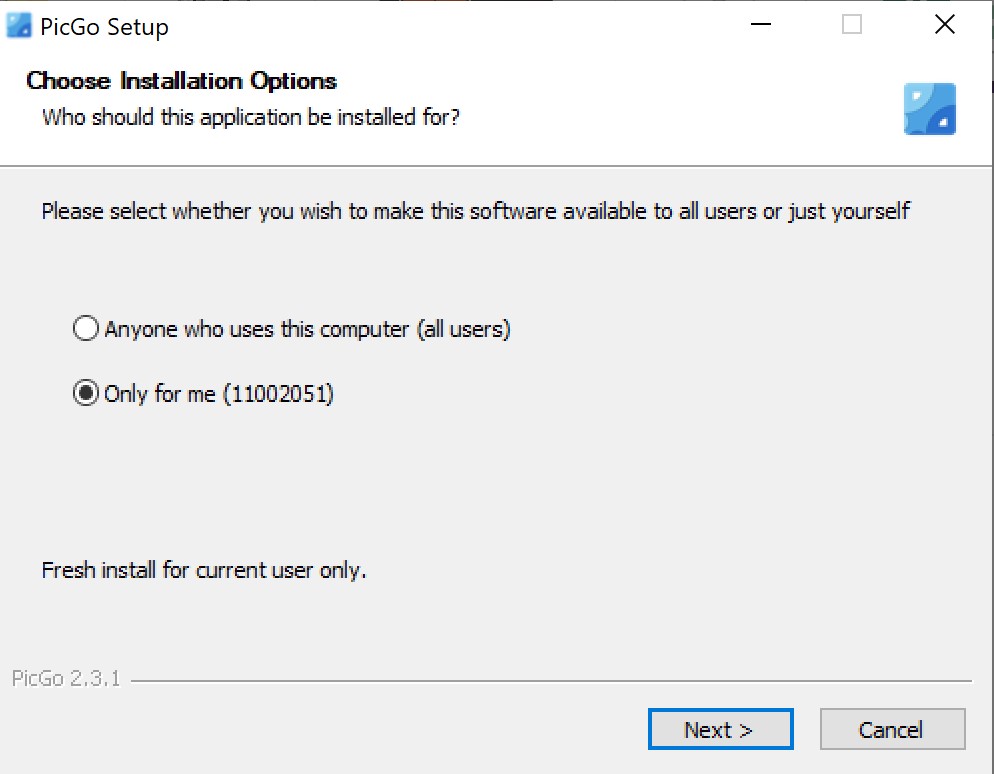 PicGo Setup
Choose Installation Options
Who should this application be installed for?
Please select whether you wish to make this software available to all users or just yourself
Anyone who uses this computer (all users)
Only for me (11002051)
Fresh install for current user only.
PicGo 2.3.1
Next >
Cancel